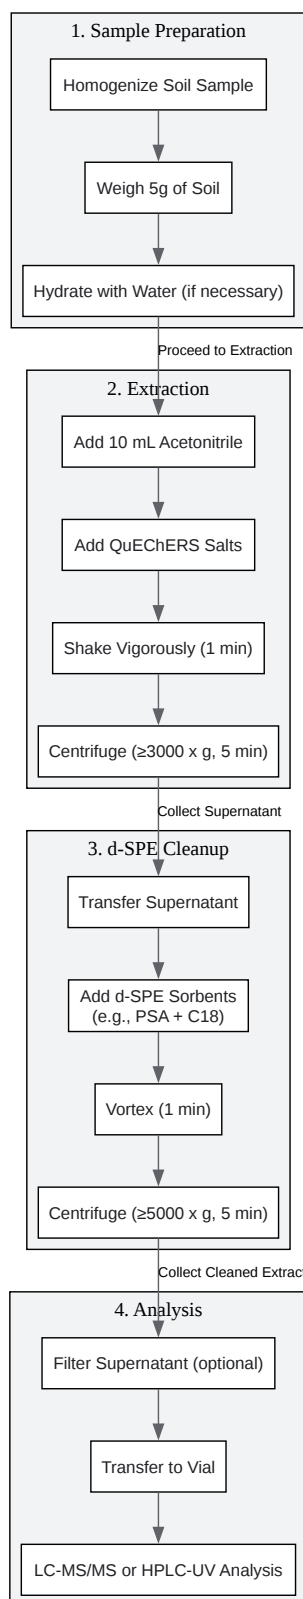 1. Sample Preparation
Homogenize Soil Sample
Weigh 5g of Soil
Hydrate with Water (if necessary)
Proceed to Extraction
2. Extraction
Add 10 mL Acetonitrile
Add QuEChERS Salts
Shake Vigorously (1 min)
Centrifuge (≥3000 x g, 5 min)
Collect Supernatant
3. d-SPE Cleanup
Transfer Supernatant
Add d-SPE Sorbents
(e.g., PSA + C18)
Vortex (1 min)
Centrifuge (≥5000 x g, 5 min)
Collect Cleaned Extract
4. Analysis
Filter Supernatant (optional)
Transfer to Vial
LC-MS/MS or HPLC-UV Analysis